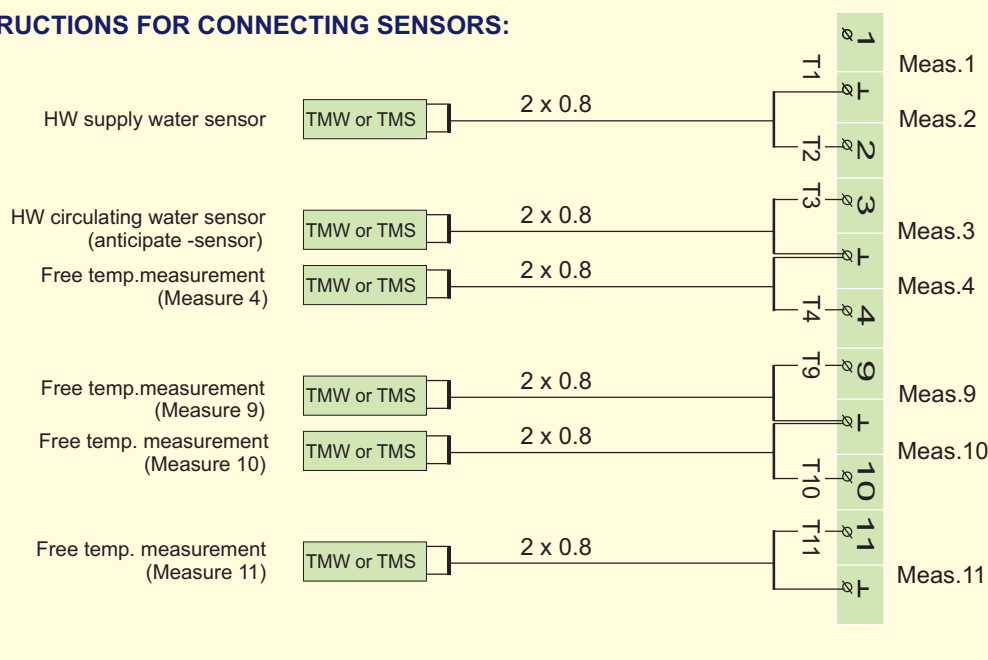 RUCTIONS FOR CONNECTING SENSORS:
1
T1
Meas.1
⊥
HW supply water sensor
TMW or TMS
2 x 0.8
Meas.2
T2
2
HW circulating water sensor
(anticipate -sensor)
TMW or TMS
2 x 0.8
T3
3
Meas.3
⊥
Free temp.measurement
(Measure 4)
TMW or TMS
2 x 0.8
Meas.4
T4
4
Free temp.measurement
(Measure 9)
TMW or TMS
2 x 0.8
T9
9
Meas.9
⊥
Free temp. measurement
(Measure 10)
TMW or TMS
2 x 0.8
Meas.10
T10
10
Free temp. measurement
(Measure 11)
TMW or TMS
2 x 0.8
T11
11
Meas.11
⊥